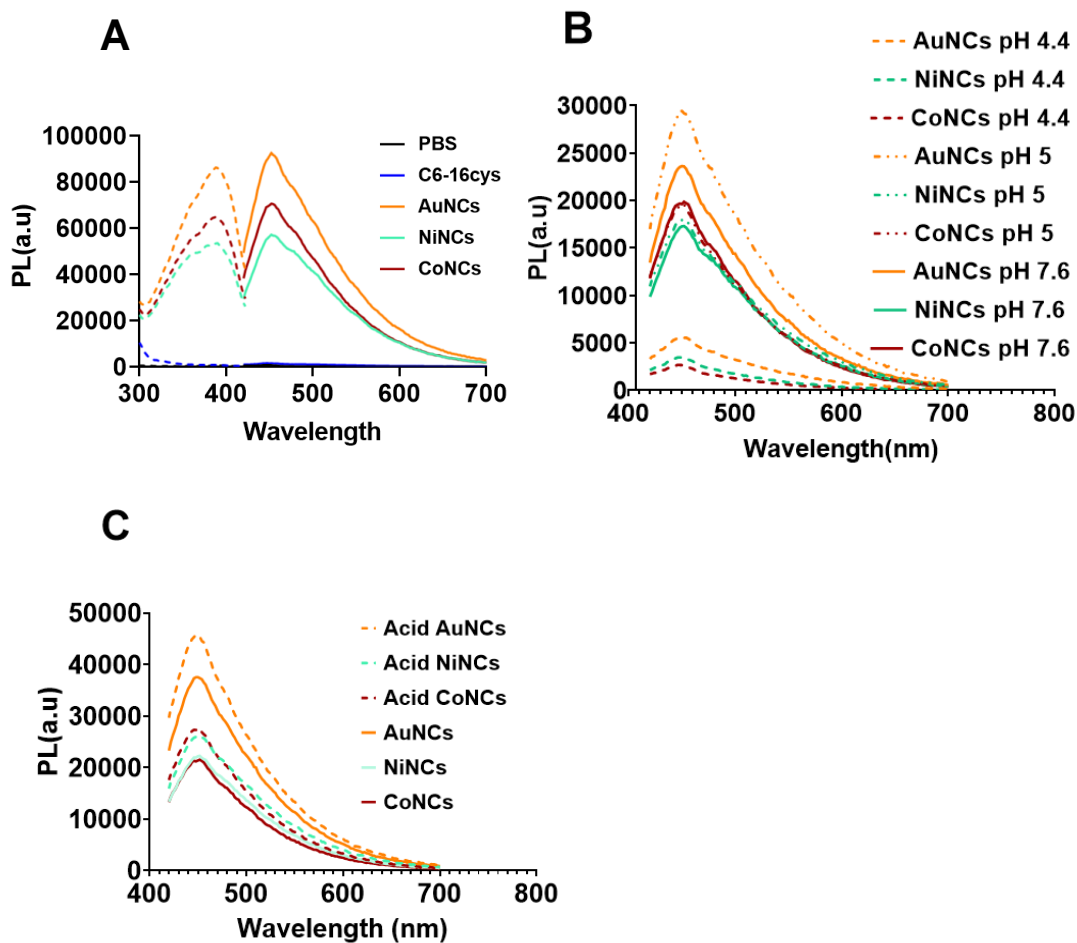 A
100000
80000
60000
40000
20000
0
PL(a.u)
300
400
500
600
700
Wavelength
PBS
C6-16cys
AuNCs
NiNCs
CoNCs
B
30000
25000
20000
15000
10000
5000
0
PL(a.u)
400
500
600
700
800
Wavelength(nm)
AuNCs pH 4.4
NiNCs pH 4.4
CoNCs pH 4.4
AuNCs pH 5
NiNCs pH 5
CoNCs pH 5
AuNCs pH 7.6
NiNCs pH 7.6
CoNCs pH 7.6
C
50000
40000
30000
20000
10000
0
PL(a.u)
400
500
600
700
800
Wavelength (nm)
Acid AuNCs
Acid NiNCs
Acid CoNCs
AuNCs
NiNCs
CoNCs